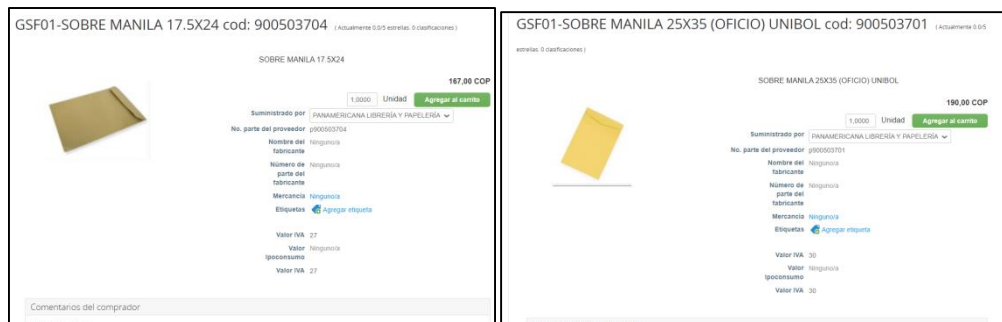 GSF01-SOBRE MANILA 17.5X24 cod: 900503704 ( Actualmente 0.0/5 estrellas. 0 clasificaciones )
SOBRE MANILA 17.5X24
167,00 COP
1,0000 Unidad Agregar al carrito
Suministrado por PANAMERICANA LIBRERÍA Y PAPELERÍA
No. parte del proveedor p900503704
Nombre del fabricante Ninguno/a
Número de parte del fabricante Ninguno/a
Mercancía Ninguno/a
Etiquetas Agregar etiqueta
Valor IVA 27
Valor Ipoconsumo Ninguno/a
Valor IVA 27
Comentarios del comprador
GSF01-SOBRE MANILA 25X35 (OFICIO) UNIBOL cod: 900503701 ( Actualmente 0.0/5
estrellas. 0 clasificaciones )
SOBRE MANILA 25X35 (OFICIO) UNIBOL
190,00 COP
1,0000 Unidad Agregar al carrito
Suministrado por PANAMERICANA LIBRERÍA Y PAPELERÍA
No. parte del proveedor p900503701
Nombre del fabricante Ninguno/a
Número de parte del fabricante Ninguno/a
Mercancía Ninguno/a
Etiquetas Agregar etiqueta
Valor IVA 30
Valor Ipoconsumo Ninguno/a
Valor IVA 30